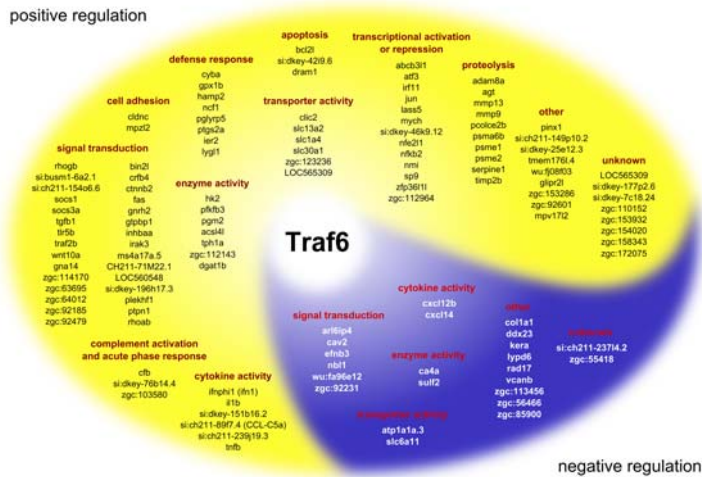 positive regulation
apoptosis
bcl2l
si:dkey-42i9.6
dram1
transcriptional activation
or repression
abcb3l1
atf3
irf11
jun
lass5
mych
si:dkey-46k9.12
nfe2l1
nfkb2
nmi
sp9
zfp36l1l
zgc:112964
defense response
cyba
gpx1b
hamp2
ncf1
pglyrp5
ptgs2a
ier2
lygl1
proteolysis
adam8a
agt
mmp13
mmp9
pcolce2b
psma6b
psme1
psme2
serpine1
timp2b
cell adhesion
cldnc
mpzl2
transporter activity
clic2
slc13a2
slc1a4
slc30a1
zgc:123236
LOC565309
other
pinx1
si:ch211-149p10.2
si:dkey-25e12.3
tmem176l.4
wu:fj08f03
glipr2l
zgc:153286
zgc:92601
mpv17l2
signal transduction
rhogb
si:busm1-6a2.1
si:ch211-154o6.6
socs1
socs3a
tgfb1
tlr5b
traf2b
wnt10a
gna14
zgc:114170
zgc:63695
zgc:64012
zgc:92185
zgc:92479
bin2l
crfb4
ctnnb2
fas
gnrh2
gtpbp1
inhbaa
irak3
ms4a17a.5
CH211-71M22.1
LOC560548
si:dkey-196h17.3
plekhf1
ptpn1
rhoab
enzyme activity
hk2
pfkfb3
pgm2
acsl4l
tph1a
zgc:112143
dgat1b
unknown
LOC565309
si:dkey-177p2.6
si:dkey-7c18.24
zgc:110152
zgc:153932
zgc:154020
zgc:158343
zgc:172075
Traf6
complement activation
and acute phase response
cfb
si:dkey-76b14.4
zgc:103580
cytokine activity
ifnphi1 (ifn1)
il1b
si:dkey-151b16.2
si:ch211-89f7.4 (CCL-C5a)
si:ch211-239j19.3
tnfb
signal transduction
arl6ip4
cav2
efnb3
nbl1
wu:fa96e12
zgc:92231
cytokine activity
cxcl12b
cxcl14
enzyme activity
ca4a
sulf2
transporter activity
atp1a1a.3
slc6a11
other
col1a1
ddx23
kera
lypd6
rad17
vcanb
zgc:113456
zgc:56466
zgc:85900
unknown
si:ch211-237l4.2
zgc:55418
negative regulation